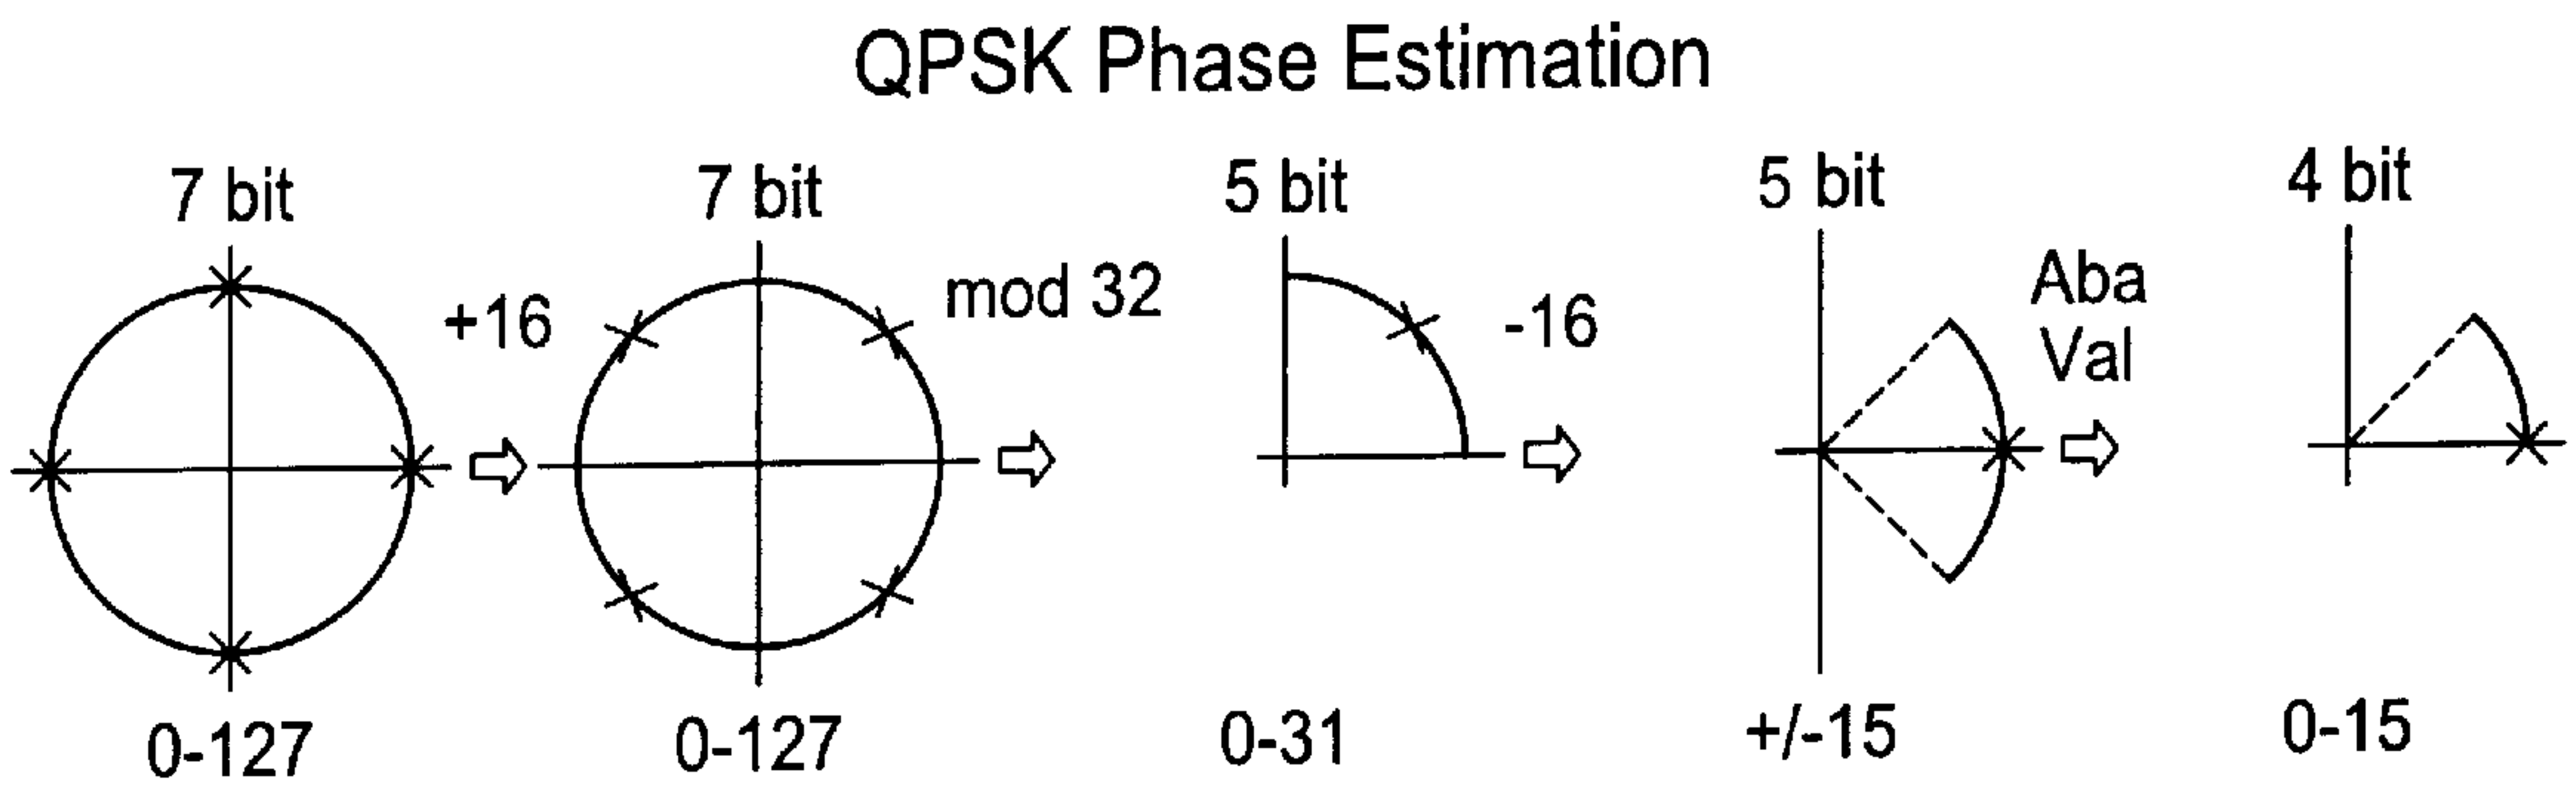 QPSK Phase Estimation
7 bit
7 bit
5 bit
5 bit
4 bit
+16
mod 32
-16
Aba
Val
0-127
0-127
0-31
+/-15
0-15